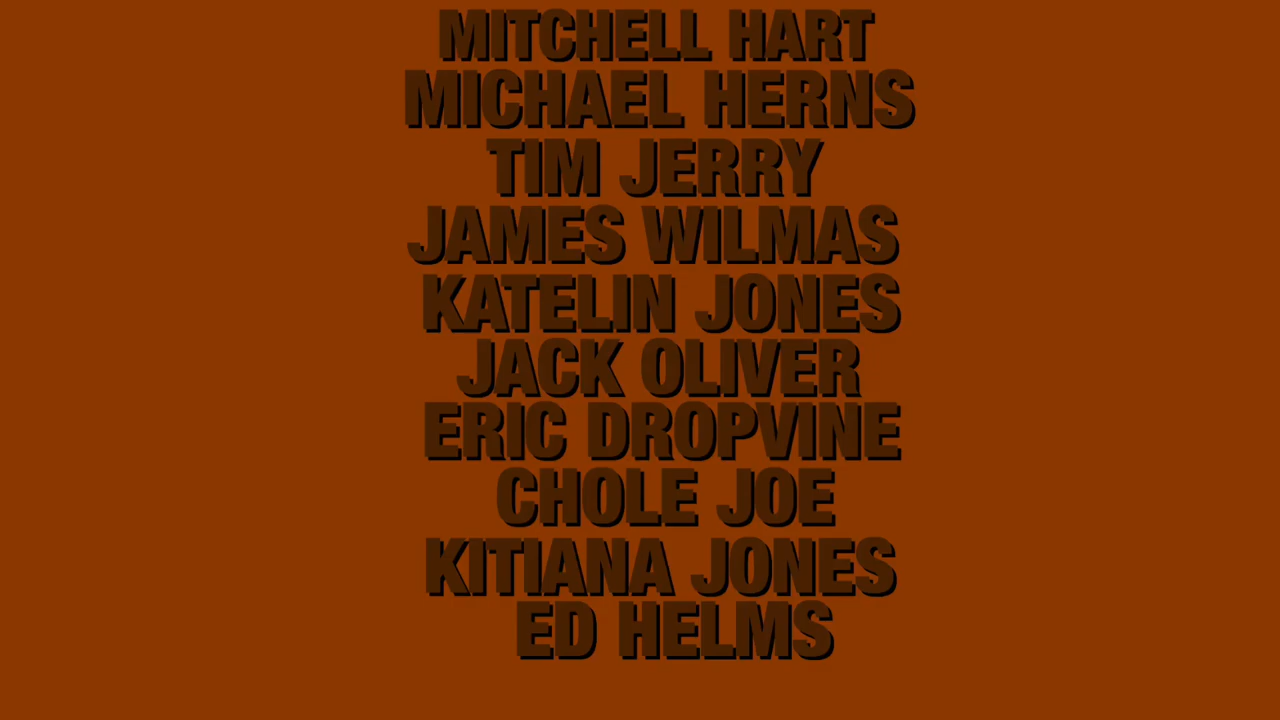 MITCHELL HART
MICHAEL HERNS
TIM JERRY
JAMES WILMAS
KATELIN JONES
JACK OLIVER
ERIC DROPVINE
CHOLE JOE
KITIANA JONES
ED HELMS